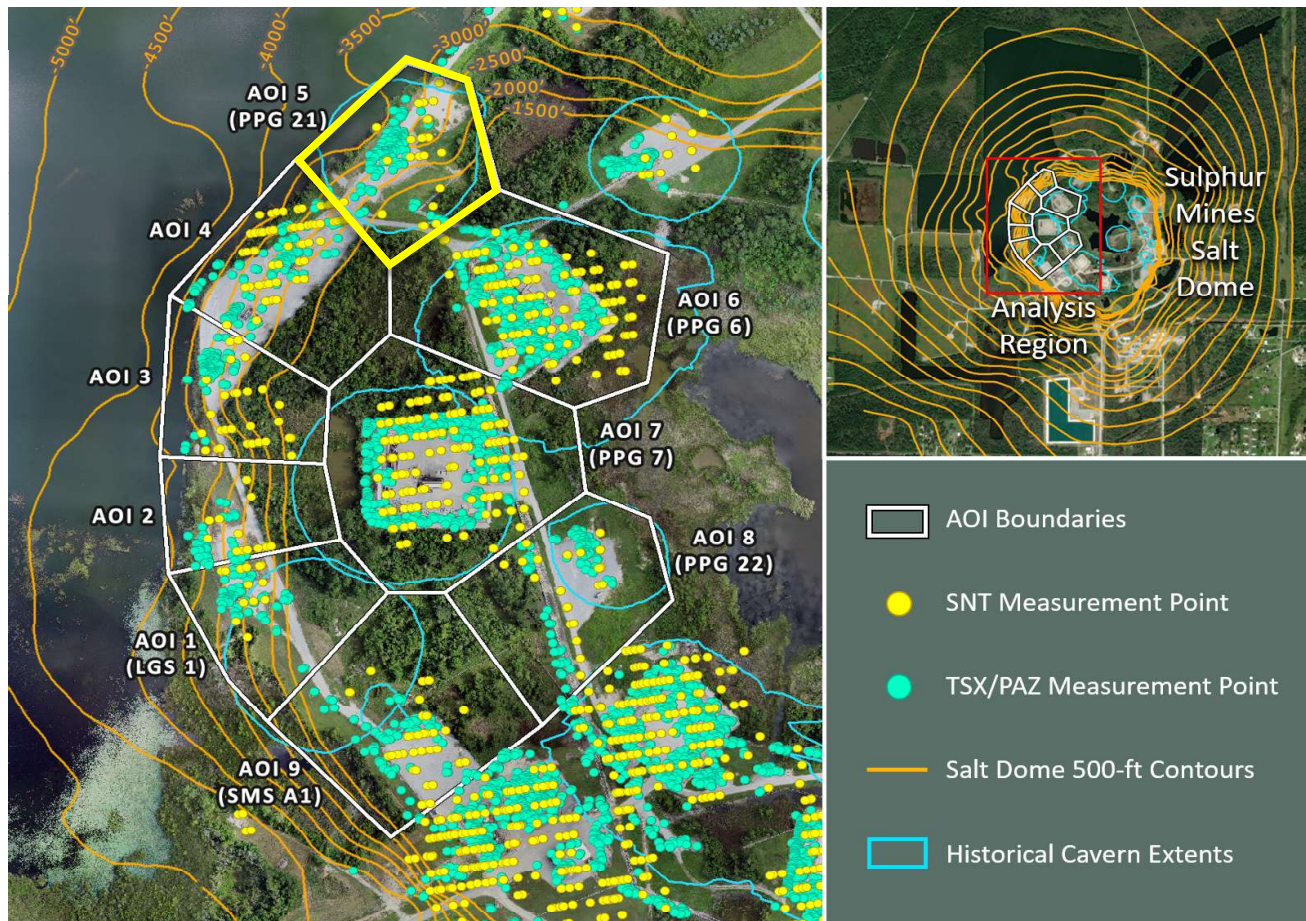 -5000'
-4500'
-4000'
-3500'
-3000'
-2500'
-2000'
-1500'
AOI 5
(PPG 21)
AOI 4
AOI 3
AOI 2
AOI 1
(LGS 1)
AOI 6
(PPG 6)
AOI 7
(PPG 7)
AOI 8
(PPG 22)
AOI 9
(SMS A1)
Sulphur
Mines
Salt
Dome
Analysis
Region
AOI Boundaries
SNT Measurement Point
TSX/PAZ Measurement Point
Salt Dome 500-ft Contours
Historical Cavern Extents